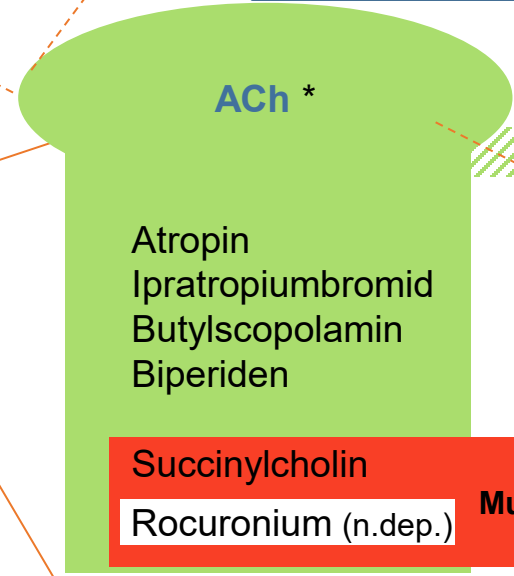 ACh *
Atropin
Ipratropiumbromid
Butylscopolamin
Biperiden
Succinylcholin
Rocuronium (n.dep.)